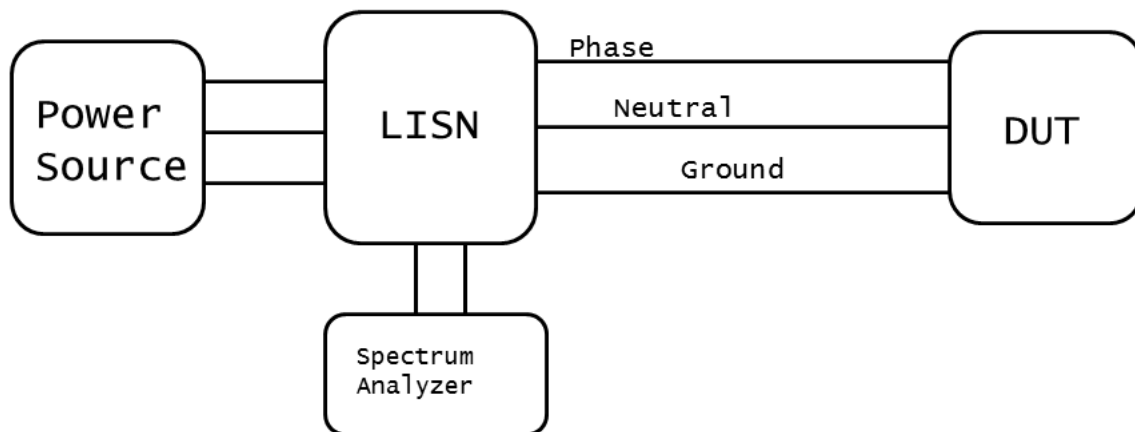 Power
Source
LISN
Phase
Neutral
Ground
DUT
Spectrum
Analyzer